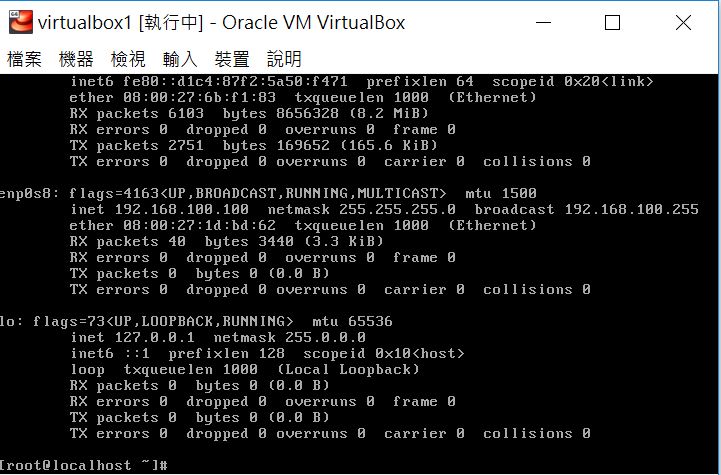 virtualbox1 [執行中] - Oracle VM VirtualBox
檔案 機器 檢視 輸入 裝置 說明
inet6 fe80::d1c4:87f2:5a50:f471  prefixlen 64  scopeid 0x20<link>
ether 08:00:27:6b:f1:83  txqueuelen 1000  (Ethernet)
RX packets 6103  bytes 8656328 (8.2 MiB)
RX errors 0  dropped 0  overruns 0  frame 0
TX packets 2751  bytes 169652 (165.6 KiB)
TX errors 0  dropped 0 overruns 0  carrier 0  collisions 0
enp0s8: flags=4163<UP,BROADCAST,RUNNING,MULTICAST>  mtu 1500
inet 192.168.100.100  netmask 255.255.255.0  broadcast 192.168.100.255
ether 08:00:27:1d:bd:62  txqueuelen 1000  (Ethernet)
RX packets 40  bytes 3440 (3.3 KiB)
RX errors 0  dropped 0  overruns 0  frame 0
TX packets 0  bytes 0 (0.0 B)
TX errors 0  dropped 0 overruns 0  carrier 0  collisions 0
lo: flags=73<UP,LOOPBACK,RUNNING>  mtu 65536
inet 127.0.0.1  netmask 255.0.0.0
inet6 ::1  prefixlen 128  scopeid 0x10<host>
loop  txqueuelen 1000  (Local Loopback)
RX packets 0  bytes 0 (0.0 B)
RX errors 0  dropped 0  overruns 0  frame 0
TX packets 0  bytes 0 (0.0 B)
TX errors 0  dropped 0 overruns 0  carrier 0  collisions 0
[root@localhost ~]#